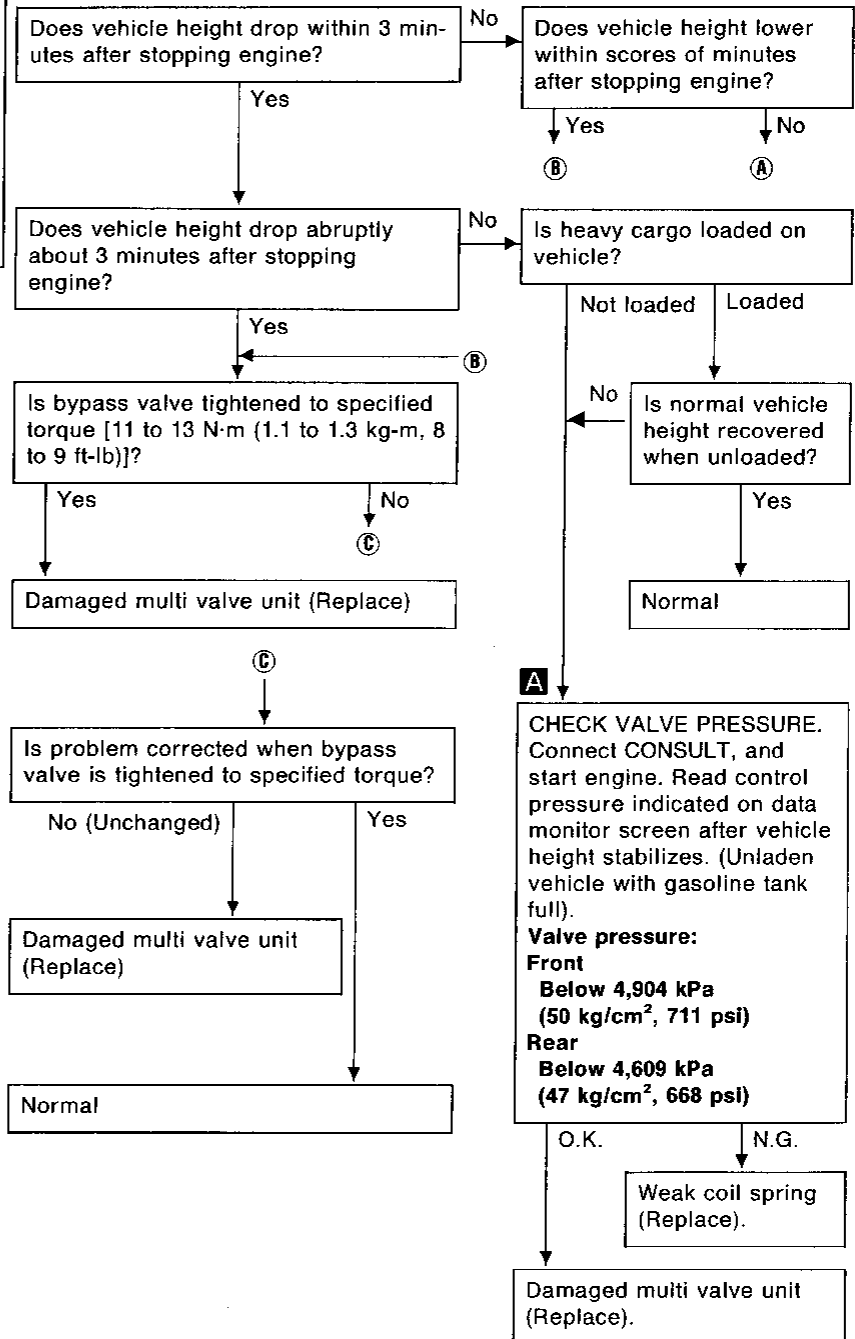 Does vehicle height drop within 3 min-
utes after stopping engine?
No
Does vehicle height lower
within scores of minutes
after stopping engine?
Yes
Yes
No
Ⓑ
Ⓐ
Does vehicle height drop abruptly
about 3 minutes after stopping
engine?
No
Is heavy cargo loaded on
vehicle?
Yes
Not loaded
Loaded
Ⓑ
Is bypass valve tightened to specified
torque [11 to 13 N·m (1.1 to 1.3 kg-m, 8
to 9 ft-lb)]?
No
Is normal vehicle
height recovered
when unloaded?
Yes
No
Ⓒ
Yes
Damaged multi valve unit (Replace)
Normal
Ⓒ
Is problem corrected when bypass
valve is tightened to specified torque?
No (Unchanged)
Yes
Damaged multi valve unit
(Replace)
Normal
A
CHECK VALVE PRESSURE.
Connect CONSULT, and
start engine. Read control
pressure indicated on data
monitor screen after vehicle
height stabilizes. (Unladen
vehicle with gasoline tank
full).
Valve pressure:
Front
Below 4,904 kPa
(50 kg/cm², 711 psi)
Rear
Below 4,609 kPa
(47 kg/cm², 668 psi)
O.K.
N.G.
Weak coil spring
(Replace).
Damaged multi valve unit
(Replace).